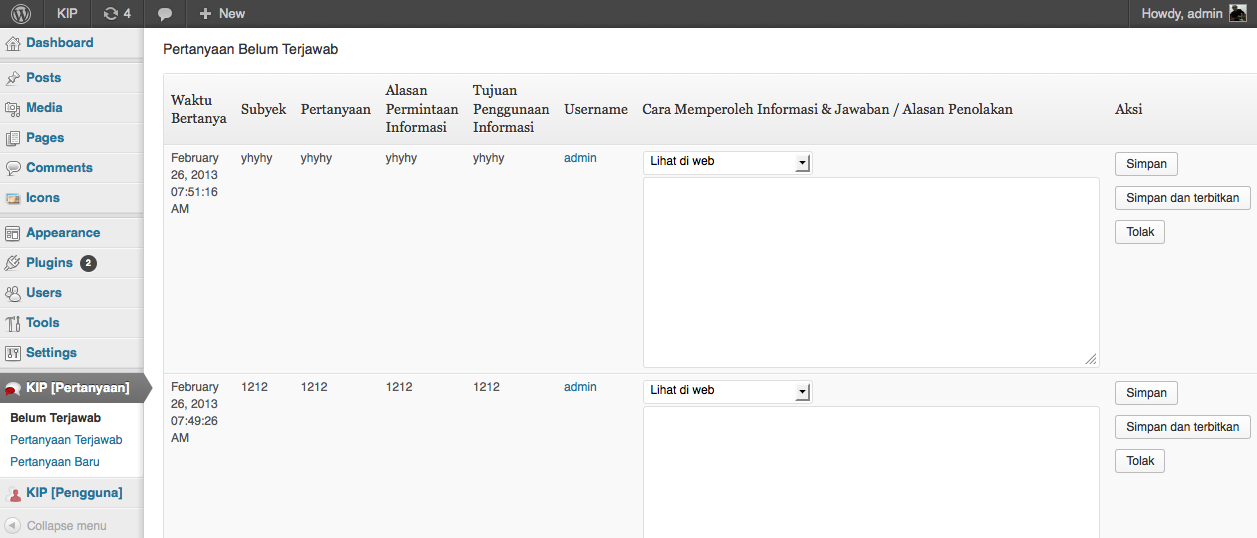 KIP 4 New Howdy, admin
Dashboard
Posts
Media
Pages
Comments
Icons
Appearance
Plugins 2
Users
Tools
Settings
KIP [Pertanyaan]
Belum Terjawab
Pertanyaan Terjawab
Pertanyaan Baru
KIP [Pengguna]
Collapse menu
Pertanyaan Belum Terjawab
Waktu
Bertanya
Subyek
Pertanyaan
Alasan
Permintaan
Informasi
Tujuan
Penggunaan
Informasi
Username
Cara Memperoleh Informasi & Jawaban / Alasan Penolakan
Aksi
February
26, 2013
07:51:16
AM
yhyhy
yhyhy
yhyhy
yhyhy
admin
Lihat di web
Simpan
Simpan dan terbitkan
Tolak
February
26, 2013
07:49:26
AM
1212
1212
1212
1212
admin
Lihat di web
Simpan
Simpan dan terbitkan
Tolak